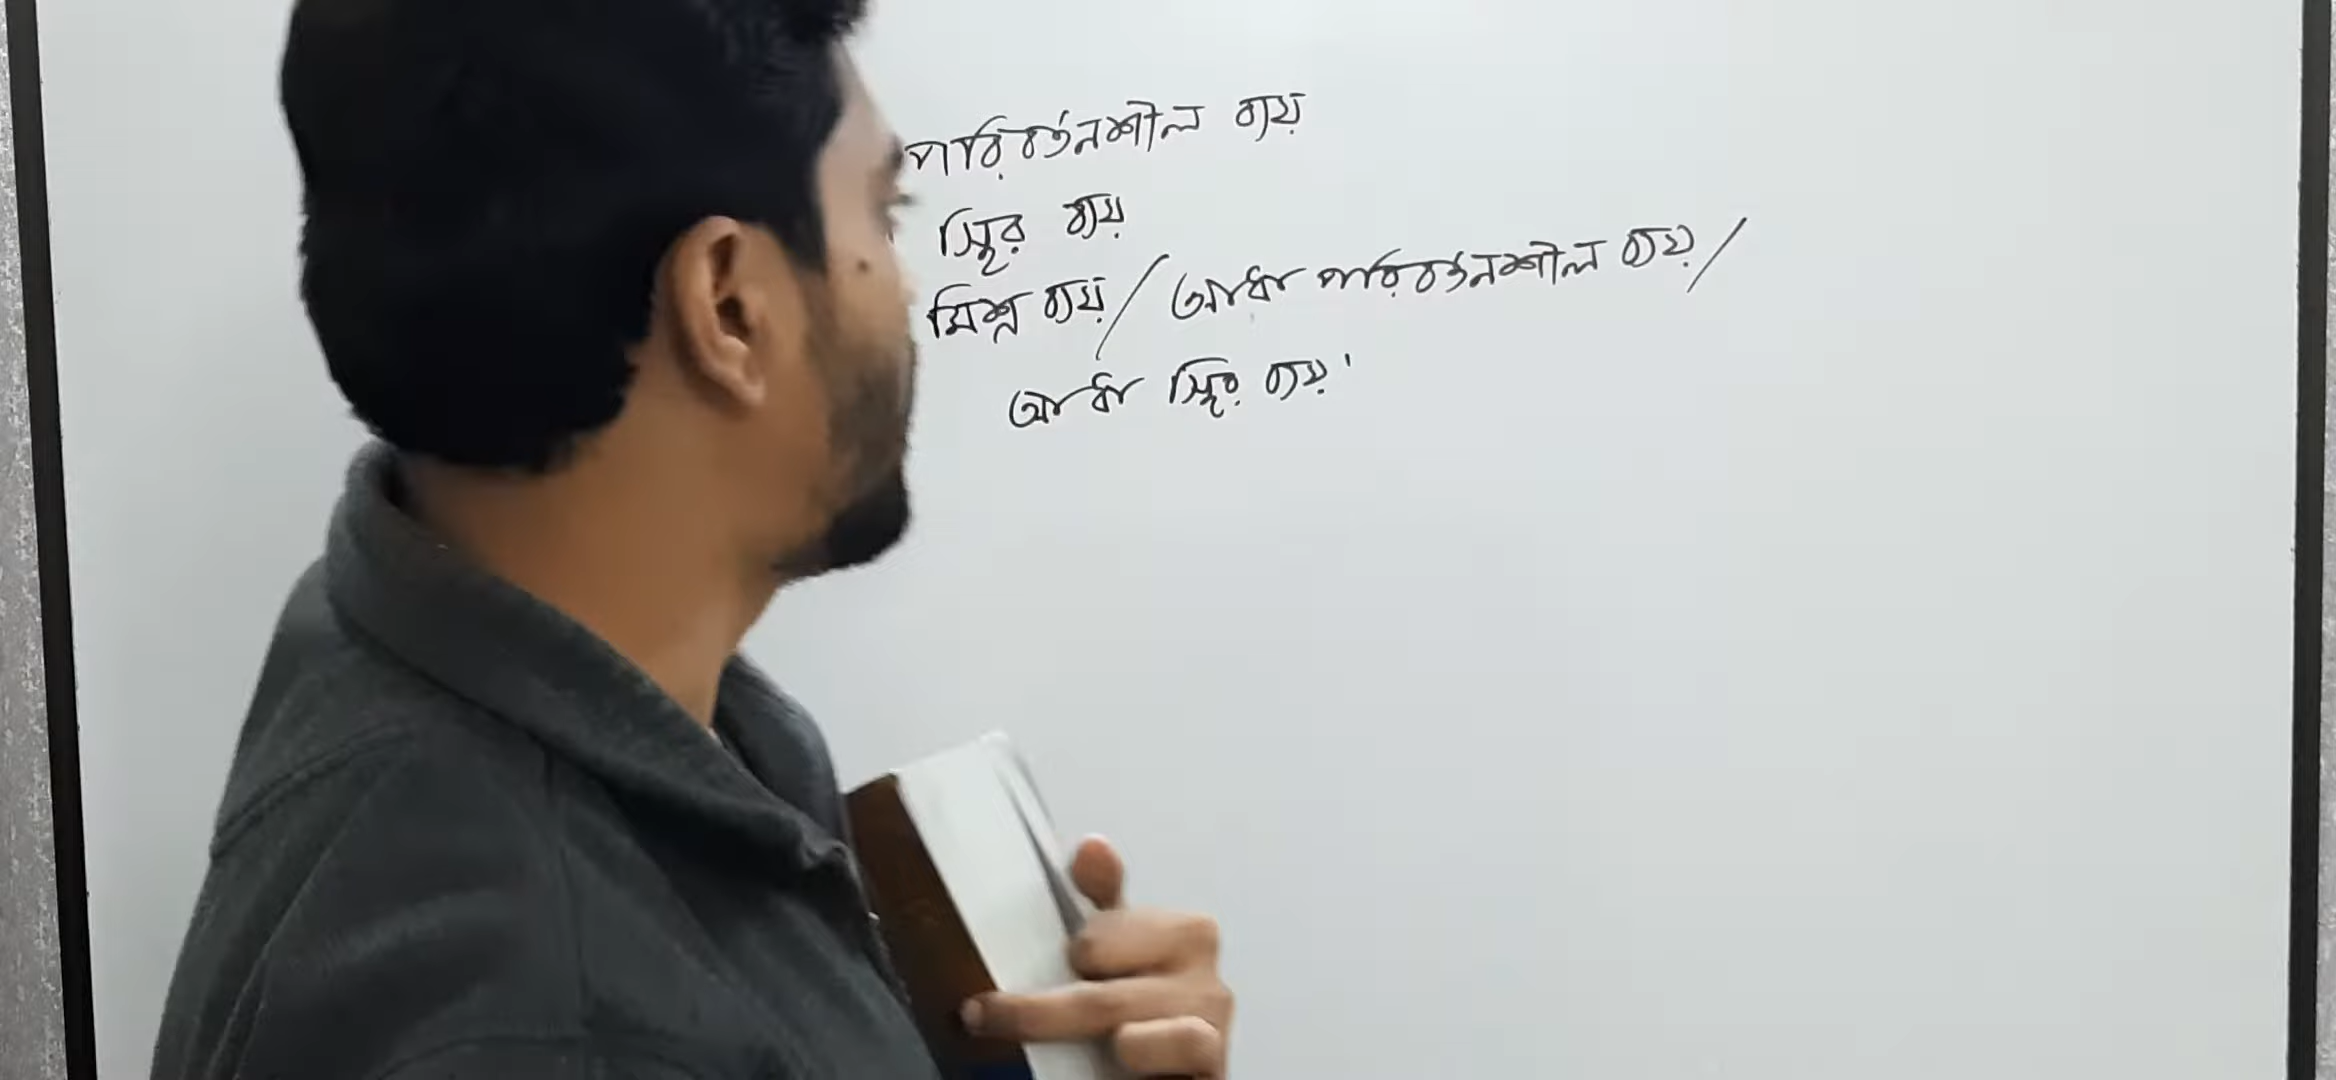 পরিবর্তনশীল ব্যয়
স্থির ব্যয়
মিশ্র ব্যয় / আধা পরিবর্তনশীল ব্যয় /
আধা স্থির ব্যয়'